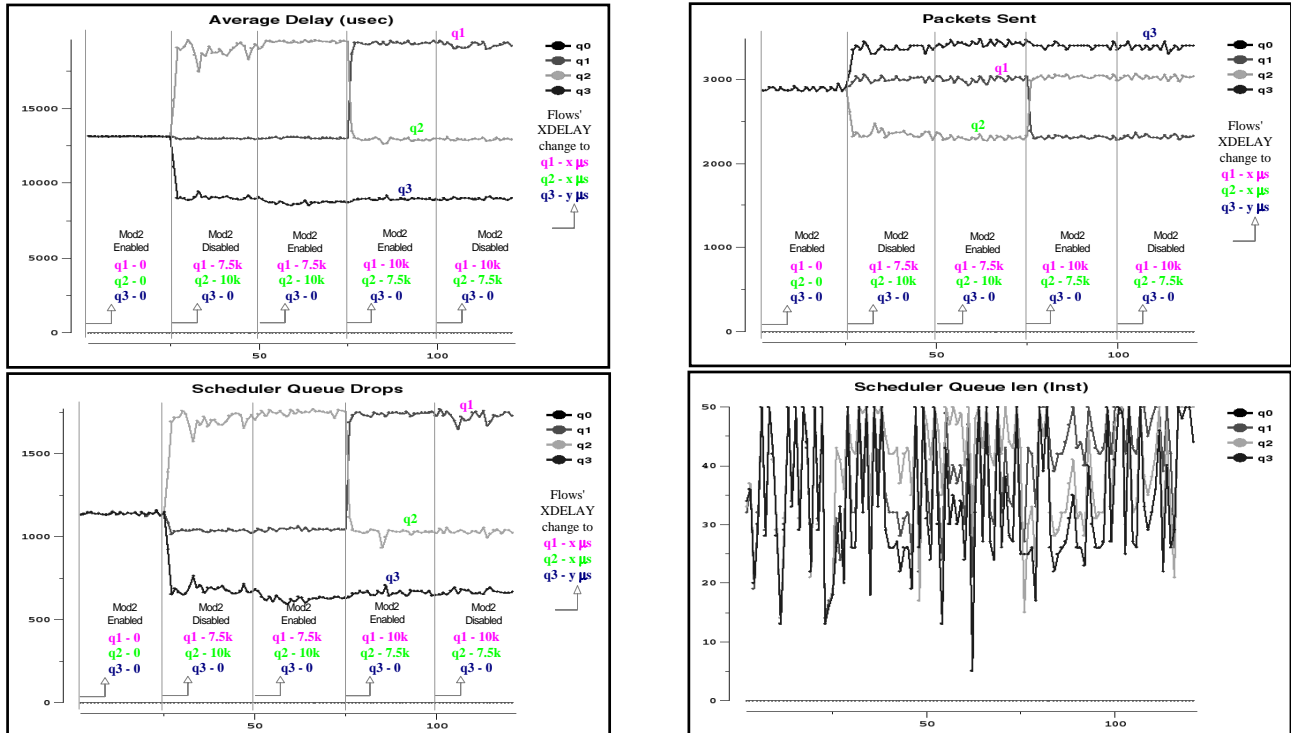 Average Delay (usec)
q1
q2
q3
15000
10000
5000
0
50
100
q0
q1
q2
q3
Flows'
XDELAY
change to
q1 - x µs
q2 - x µs
q3 - y µs
Mod2
Enabled
q1 - 0
q2 - 0
q3 - 0
Mod2
Disabled
q1 - 7.5k
q2 - 10k
q3 - 0
Mod2
Enabled
q1 - 7.5k
q2 - 10k
q3 - 0
Mod2
Enabled
q1 - 10k
q2 - 7.5k
q3 - 0
Mod2
Disabled
q1 - 10k
q2 - 7.5k
q3 - 0
Packets Sent
q3
q1
q2
3000
2000
1000
0
50
100
q0
q1
q2
q3
Flows'
XDELAY
change to
q1 - x µs
q2 - x µs
q3 - y µs
Mod2
Enabled
q1 - 0
q2 - 0
q3 - 0
Mod2
Disabled
q1 - 7.5k
q2 - 10k
q3 - 0
Mod2
Enabled
q1 - 7.5k
q2 - 10k
q3 - 0
Mod2
Enabled
q1 - 10k
q2 - 7.5k
q3 - 0
Mod2
Disabled
q1 - 10k
q2 - 7.5k
q3 - 0
Scheduler Queue Drops
q1
q2
q3
1500
1000
500
0
50
100
q0
q1
q2
q3
Flows'
XDELAY
change to
q1 - x µs
q2 - x µs
q3 - y µs
Mod2
Enabled
q1 - 0
q2 - 0
q3 - 0
Mod2
Disabled
q1 - 7.5k
q2 - 10k
q3 - 0
Mod2
Enabled
q1 - 7.5k
q2 - 10k
q3 - 0
Mod2
Enabled
q1 - 10k
q2 - 7.5k
q3 - 0
Mod2
Disabled
q1 - 10k
q2 - 7.5k
q3 - 0
Scheduler Queue len (Inst)
50
40
30
20
10
0
50
100
q0
q1
q2
q3